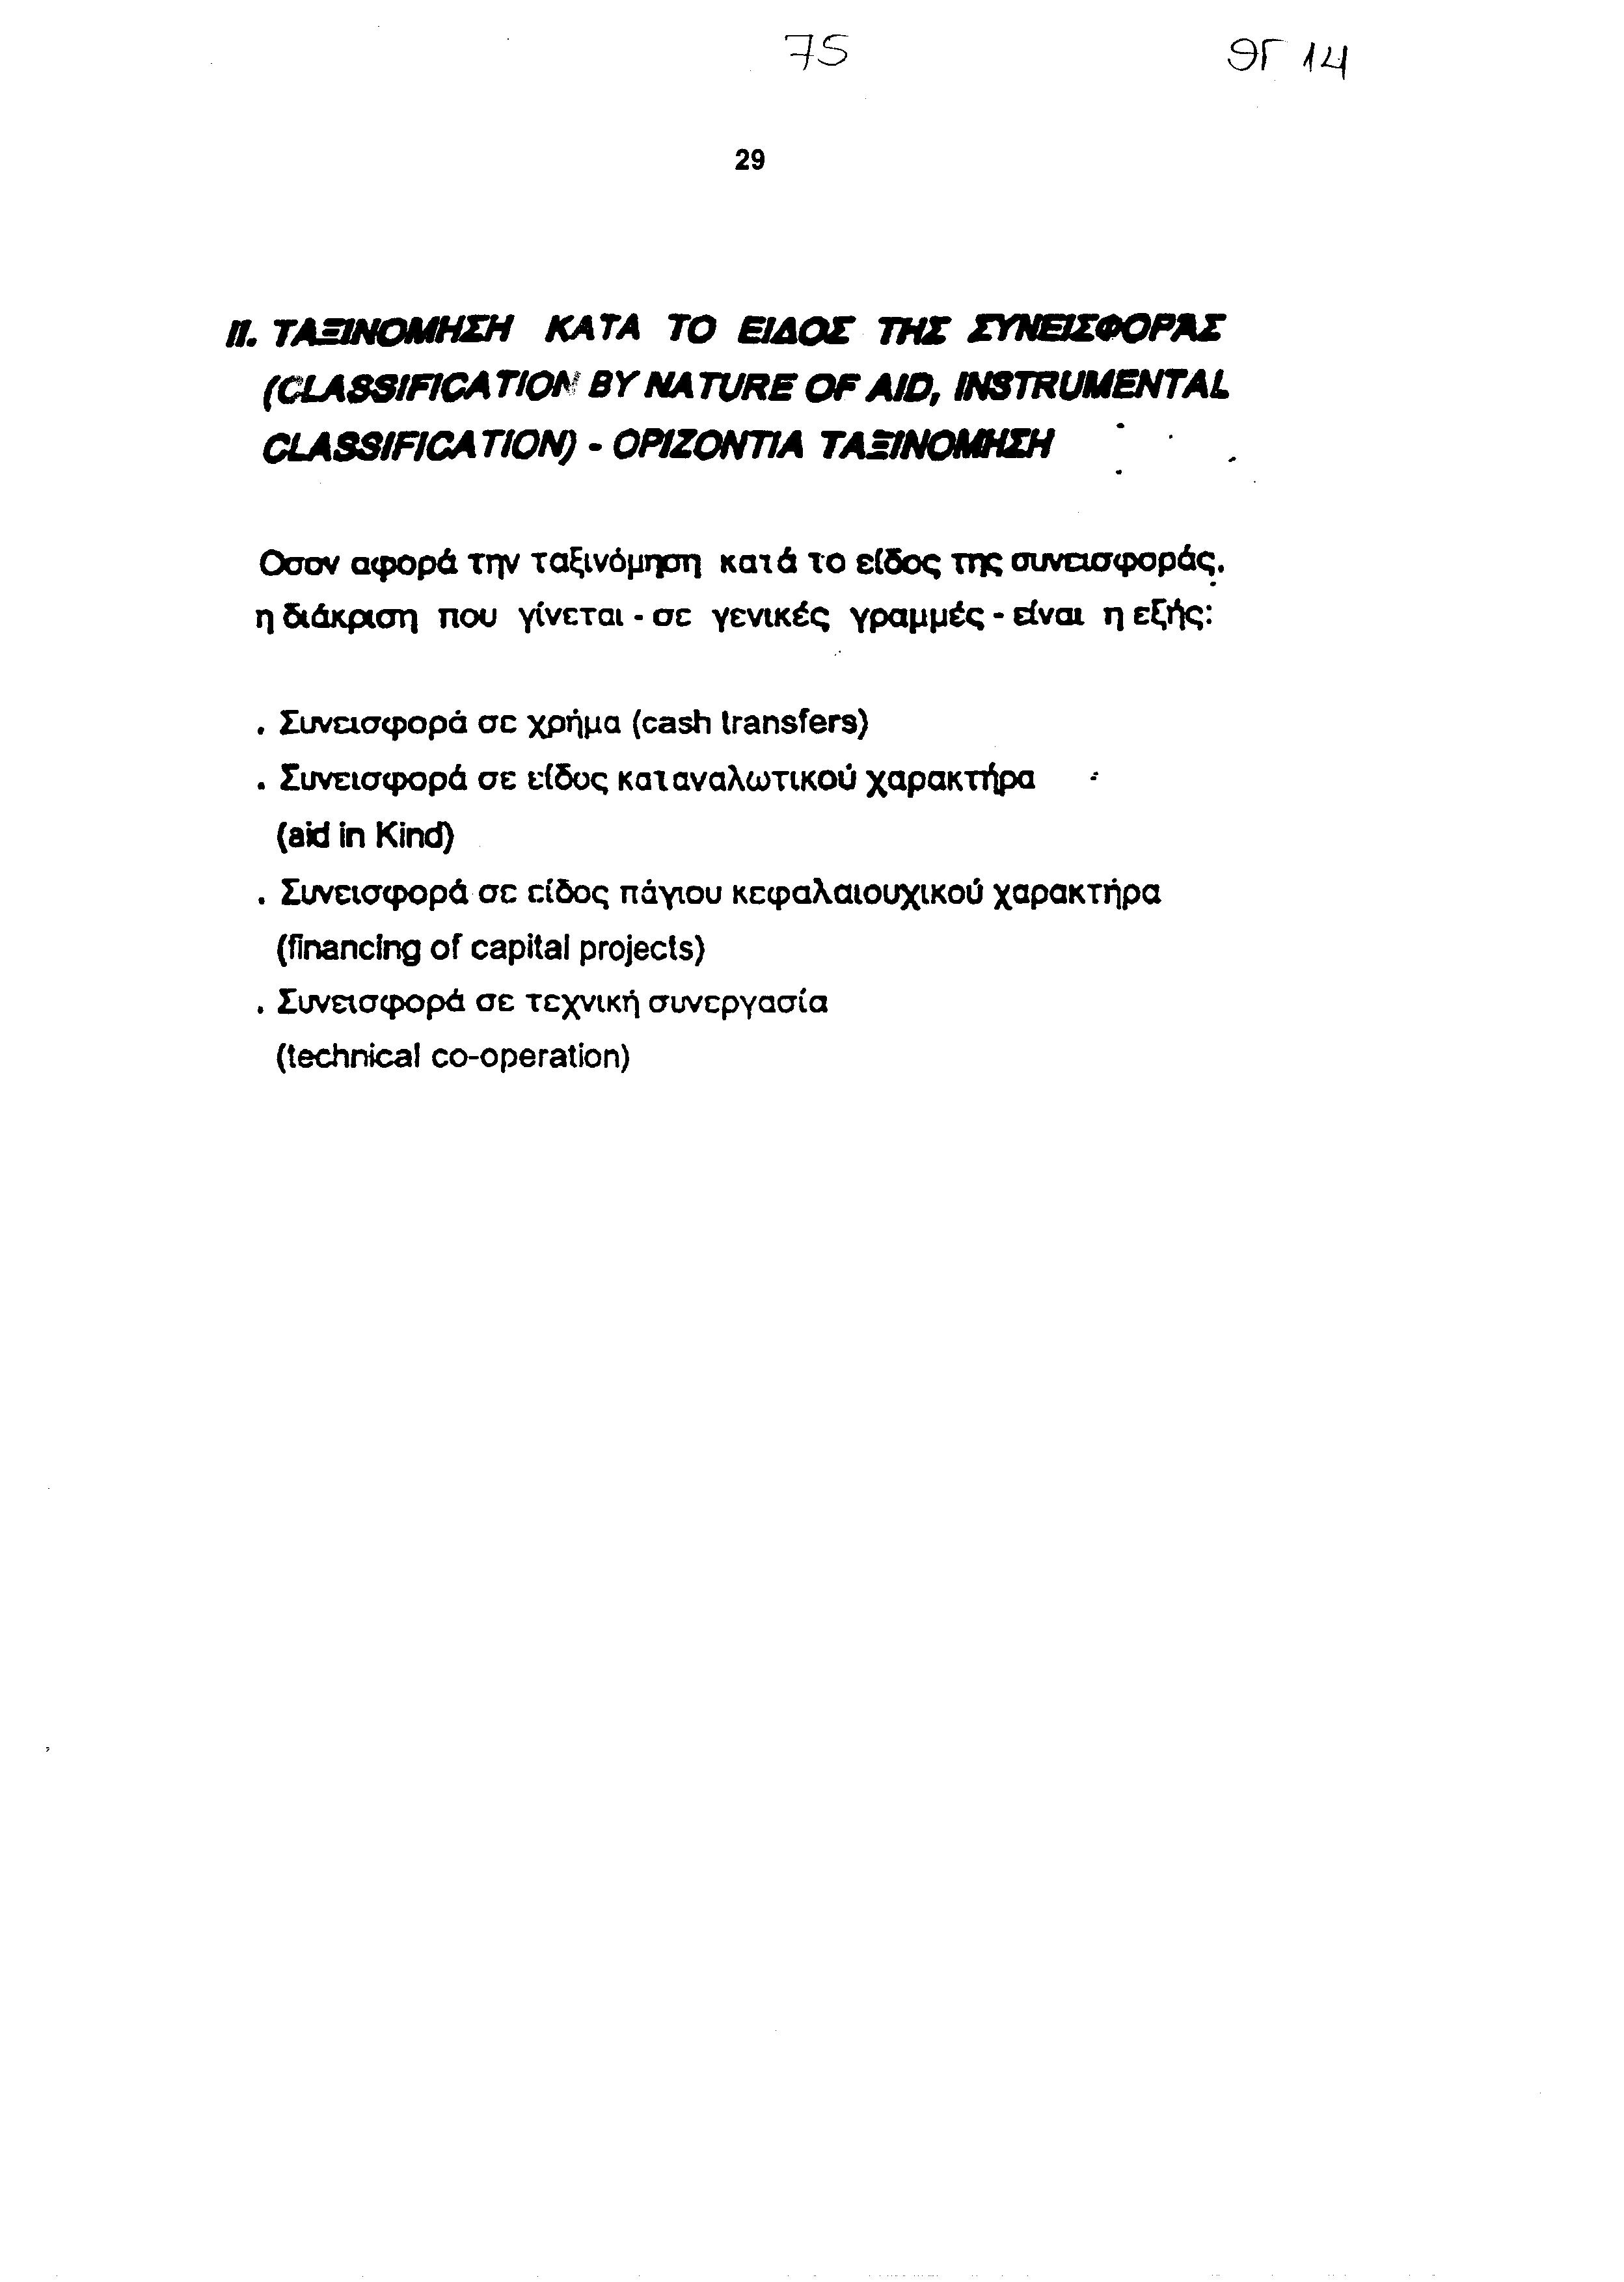 75
9Γ 14
29
II. ΤΑΞΙΝΟΜΗΣΗ ΚΑΤΑ ΤΟ ΕΙΔΟΣ ΤΗΣ ΣΥΝΕΙΣΦΟΡΑΣ
(CLASSIFICATION BY NATURE OF AID, INSTRUMENTAL
CLASSIFICATION) - ΟΡΙΖΟΝΤΙΑ ΤΑΞΙΝΟΜΗΣΗ
Οσον αφορά την ταξινόμηση κατά το είδος της συνεισφοράς,
η διάκριση που γίνεται - σε γενικές γραμμές - είναι η εξής:
. Συνεισφορά σε χρήμα (cash transfers)
. Συνεισφορά σε είδος καταναλωτικού χαρακτήρα
(aid in Kind)
. Συνεισφορά σε είδος πάγιου κεφαλαιουχικού χαρακτήρα
(financing of capital projects)
. Συνεισφορά σε τεχνική συνεργασία
(technical co-operation)